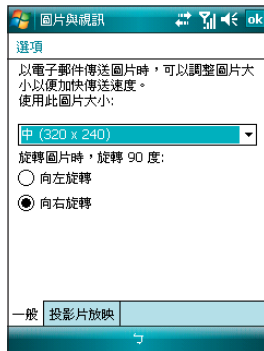 圖片與視訊 ok
選項
以電子郵件傳送圖片時，可以調整圖片大
小以便加快傳送速度。
使用此圖片大小:
中 (320 x 240)
旋轉圖片時，旋轉 90 度:
向左旋轉
向右旋轉
一般 投影片放映